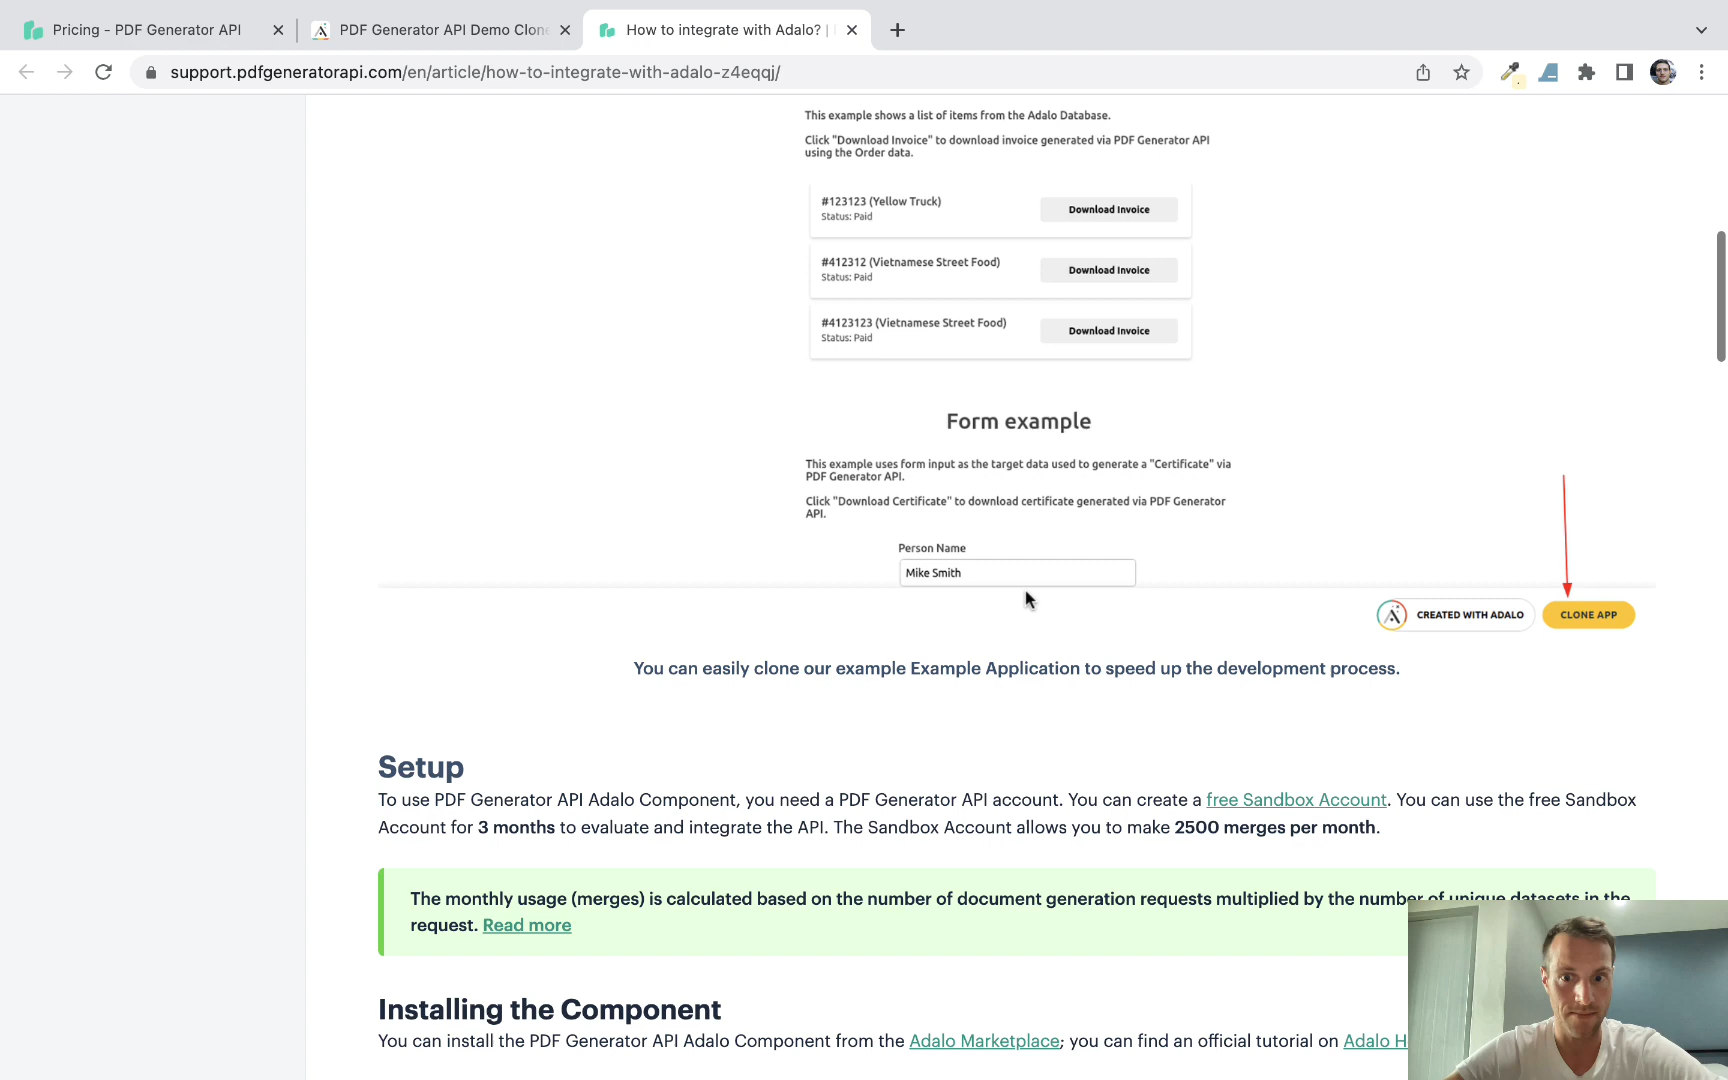 Pricing - PDF Generator API
PDF Generator API Demo Clone
How to integrate with Adalo? |
support.pdfgeneratorapi.com/en/article/how-to-integrate-with-adalo-z4eqqj/
This example shows a list of items from the Adalo Database.
Click "Download Invoice" to download invoice generated via PDF Generator API
using the Order data.
#123123 (Yellow Truck)
Status: Paid
Download Invoice
#412312 (Vietnamese Street Food)
Status: Paid
Download Invoice
#4123123 (Vietnamese Street Food)
Status: Paid
Download Invoice
Form example
This example uses form input as the target data used to generate a "Certificate" via
PDF Generator API.
Click "Download Certificate" to download certificate generated via PDF Generator
API.
Person Name
Mike Smith
CREATED WITH ADALO
CLONE APP
You can easily clone our example Example Application to speed up the development process.
Setup
To use PDF Generator API Adalo Component, you need a PDF Generator API account. You can create a free Sandbox Account. You can use the free Sandbox
Account for 3 months to evaluate and integrate the API. The Sandbox Account allows you to make 2500 merges per month.
The monthly usage (merges) is calculated based on the number of document generation requests multiplied by the number of unique datasets in the
request. Read more
Installing the Component
You can install the PDF Generator API Adalo Component from the Adalo Marketplace; you can find an official tutorial on Adalo H